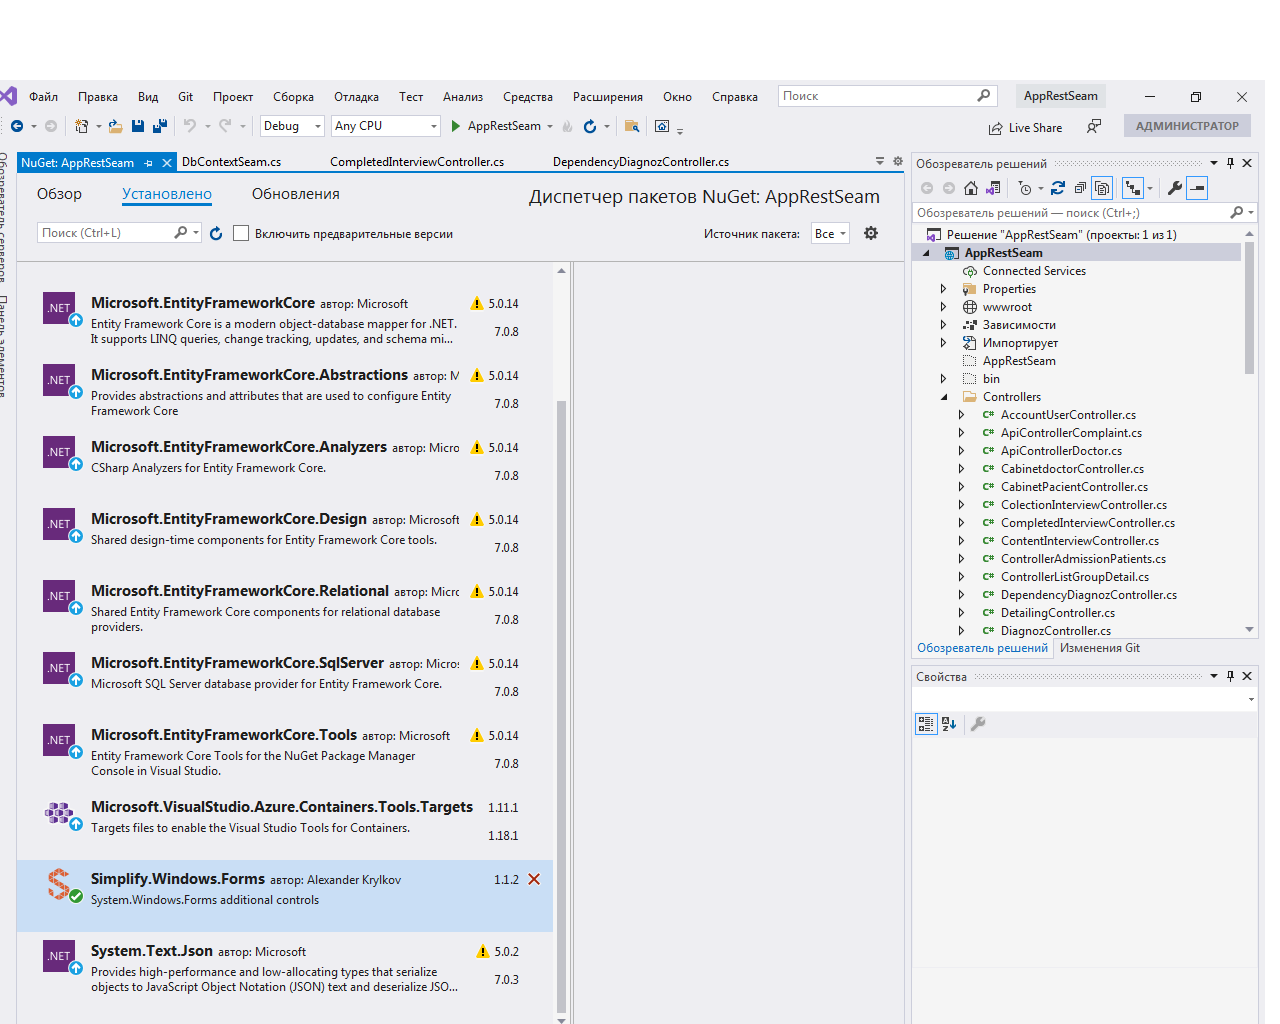 Файл Правка Вид Git Проект Сборка Отладка Тест Анализ Средства Расширения Окно Справка Поиск AppRestSeam
Debug Any CPU AppRestSeam Live Share АДМИНИСТРАТОР
Обозреватель серверов
Панель элементов
NuGet: AppRestSeam DbContextSeam.cs CompletedInterviewController.cs DependencyDiagnozController.cs
Обзор Установлено Обновления Диспетчер пакетов NuGet: AppRestSeam
Поиск (Ctrl+L) Включить предварительные версии Источник пакета: Все
.NET Microsoft.EntityFrameworkCore автор: Microsoft 5.0.14
Entity Framework Core is a modern object-database mapper for .NET. 7.0.8
It supports LINQ queries, change tracking, updates, and schema mi...
.NET Microsoft.EntityFrameworkCore.Abstractions автор: M 5.0.14
Provides abstractions and attributes that are used to configure Entity 7.0.8
Framework Core
.NET Microsoft.EntityFrameworkCore.Analyzers автор: Micro 5.0.14
CSharp Analyzers for Entity Framework Core. 7.0.8
.NET Microsoft.EntityFrameworkCore.Design автор: Microsoft 5.0.14
Shared design-time components for Entity Framework Core tools. 7.0.8
.NET Microsoft.EntityFrameworkCore.Relational автор: Micrc 5.0.14
Shared Entity Framework Core components for relational database 7.0.8
providers.
.NET Microsoft.EntityFrameworkCore.SqlServer автор: Micros 5.0.14
Microsoft SQL Server database provider for Entity Framework Core. 7.0.8
.NET Microsoft.EntityFrameworkCore.Tools автор: Microsoft 5.0.14
Entity Framework Core Tools for the NuGet Package Manager 7.0.8
Console in Visual Studio.
Microsoft.VisualStudio.Azure.Containers.Tools.Targets 1.11.1
Targets files to enable the Visual Studio Tools for Containers. 1.18.1
Simplify.Windows.Forms автор: Alexander Krylkov 1.1.2
System.Windows.Forms additional controls
.NET System.Text.Json автор: Microsoft 5.0.2
Provides high-performance and low-allocating types that serialize 7.0.3
objects to JavaScript Object Notation (JSON) text and deserialize JSO...
Обозреватель решений
Обозреватель решений — поиск (Ctrl+;)
Решение "AppRestSeam" (проекты: 1 из 1)
AppRestSeam
Connected Services
Properties
wwwroot
Зависимости
Импортирует
AppRestSeam
bin
Controllers
C# AccountUserController.cs
C# ApiControllerComplaint.cs
C# ApiControllerDoctor.cs
C# CabinetdoctorController.cs
C# CabinetPacientController.cs
C# ColectionInterviewController.cs
C# CompletedInterviewController.cs
C# ContentInterviewController.cs
C# ControllerAdmissionPatients.cs
C# ControllerListGroupDetail.cs
C# DependencyDiagnozController.cs
C# DetailingController.cs
C# DiagnozController.cs
Обозреватель решений Изменения Git
Свойства